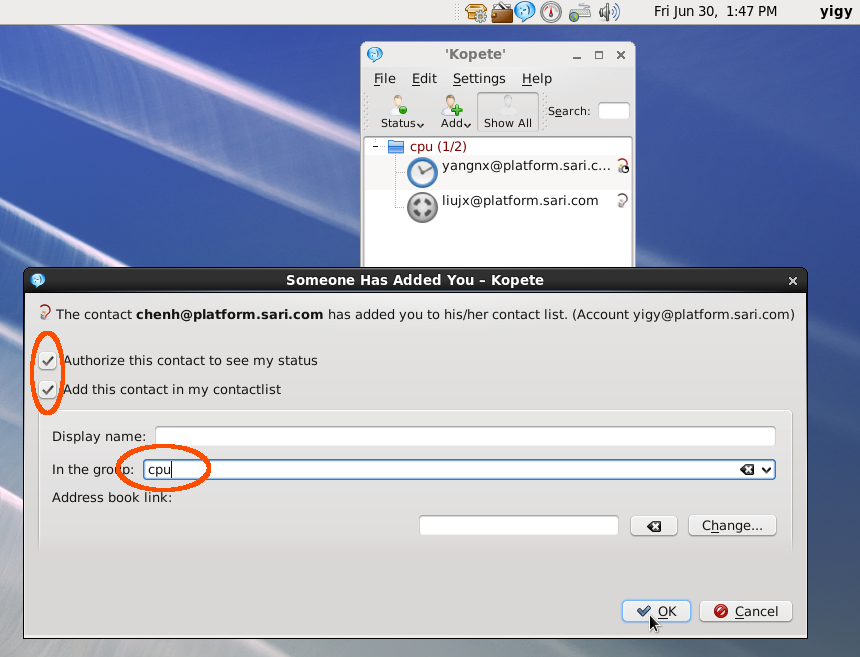 Fri Jun 30, 1:47 PM yigy
'Kopete'
File Edit Settings Help
Status Add Show All Search:
cpu (1/2)
yangnx@platform.sari.c...
liujx@platform.sari.com
Someone Has Added You – Kopete
The contact chenh@platform.sari.com has added you to his/her contact list. (Account yigy@platform.sari.com)
Authorize this contact to see my status
Add this contact in my contactlist
Display name:
In the group: cpu
Address book link:
Change...
OK Cancel